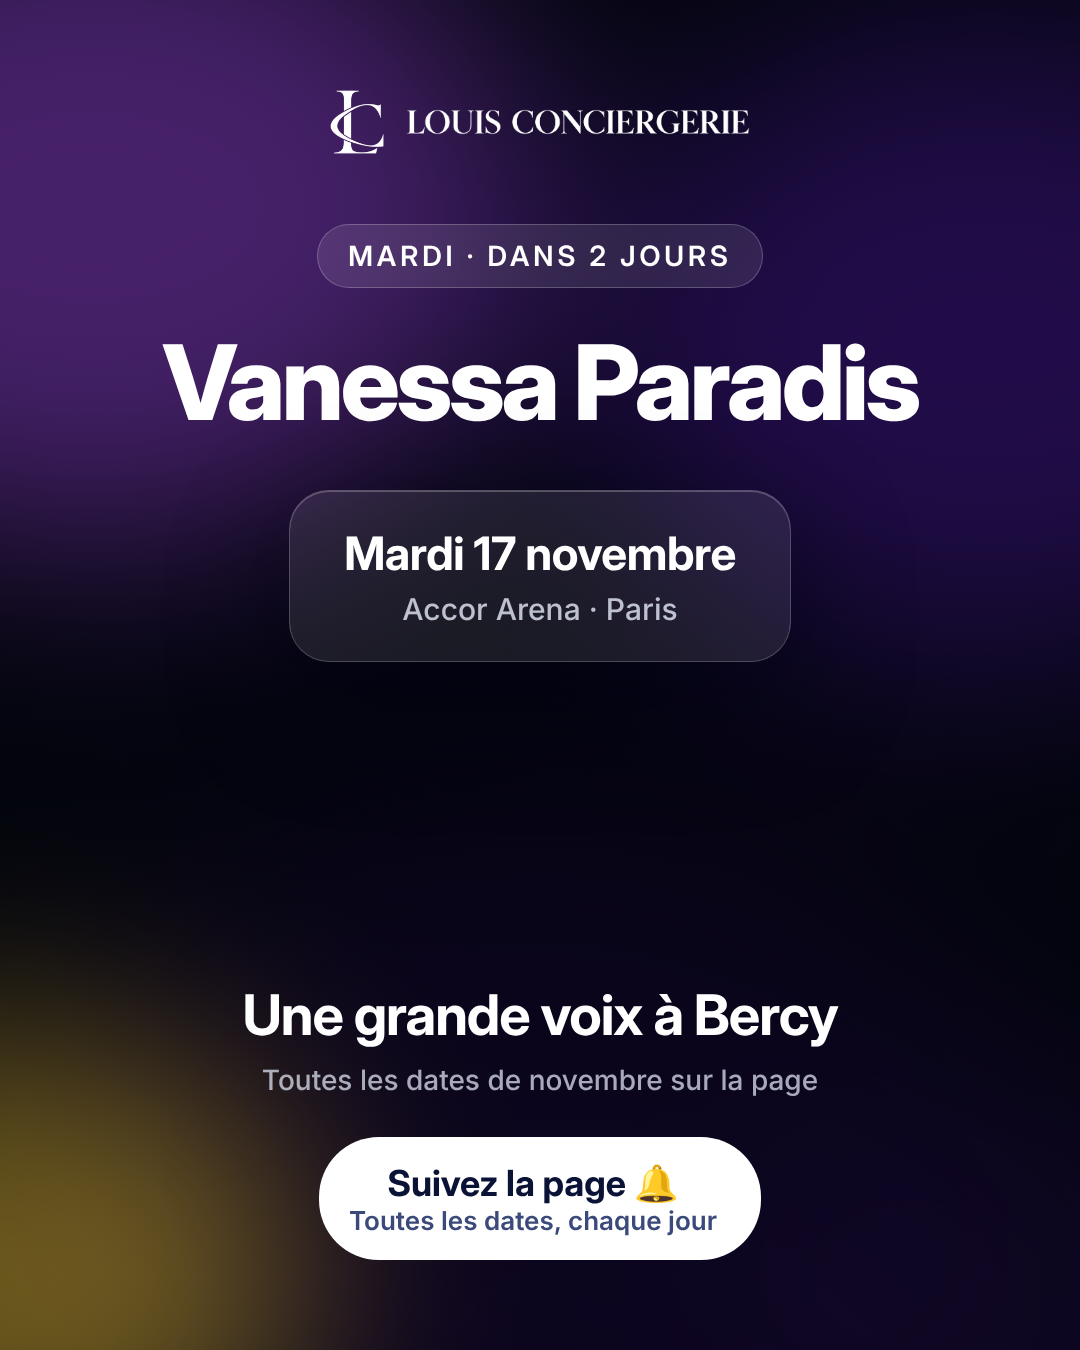 LOUIS CONCIERGERIE
MARDI · DANS 2 JOURS
Vanessa Paradis
Mardi 17 novembre
Accor Arena · Paris
Une grande voix à Bercy
Toutes les dates de novembre sur la page
Suivez la page 🔔
Toutes les dates, chaque jour